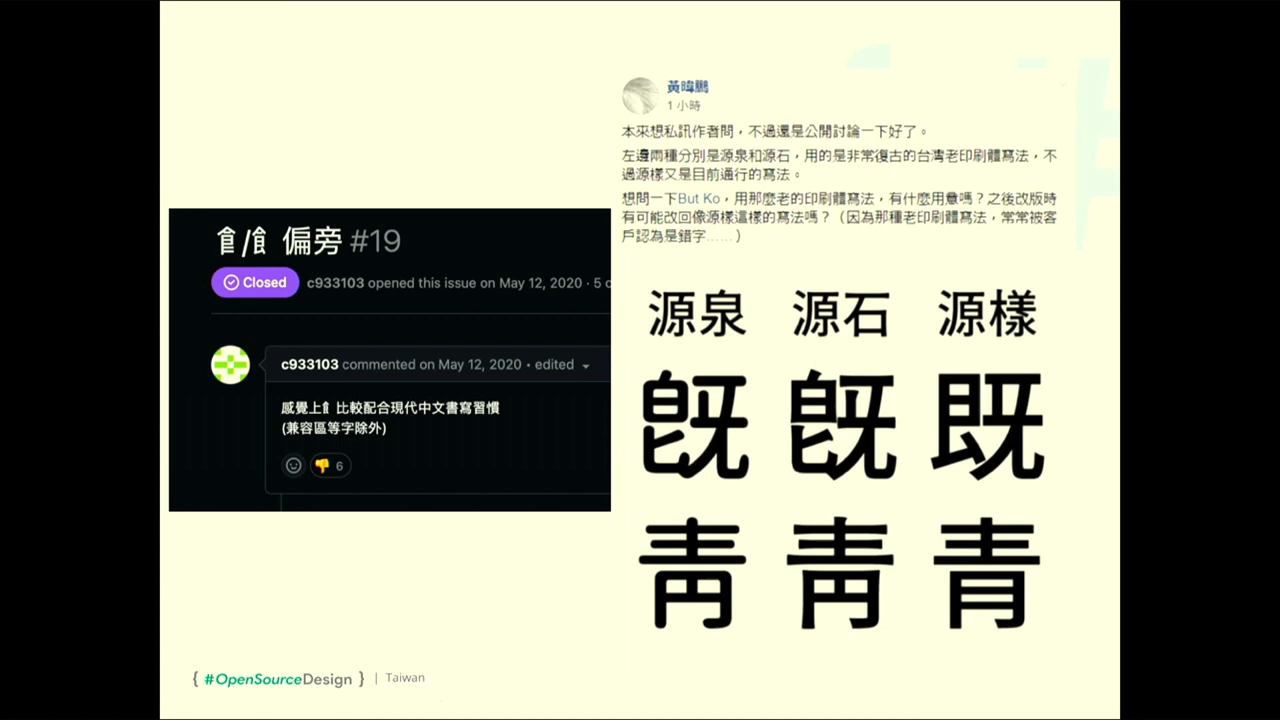 飠/飠 偏旁 #19
Closed
c933103 opened this issue on May 12, 2020 · 5 c
c933103 commented on May 12, 2020 • edited
感覺上飠比較配合現代中文書寫習慣
(兼容區等字除外)
👎 6
黃暐鵬
1 小時
本來想私訊作者問，不過還是公開討論一下好了。
左邊兩種分別是源泉和源石，用的是非常復古的台灣老印刷體寫法，不
過源樣又是目前通行的寫法。
想問一下But Ko，用那麼老的印刷體寫法，有什麼用意嗎？之後改版時
有可能改回像源樣這樣的寫法嗎？（因為那種老印刷體寫法，常常被客
戶認為是錯字……）
源泉 源石 源樣
旣 旣 既
靑 靑 青
{ #OpenSourceDesign } | Taiwan